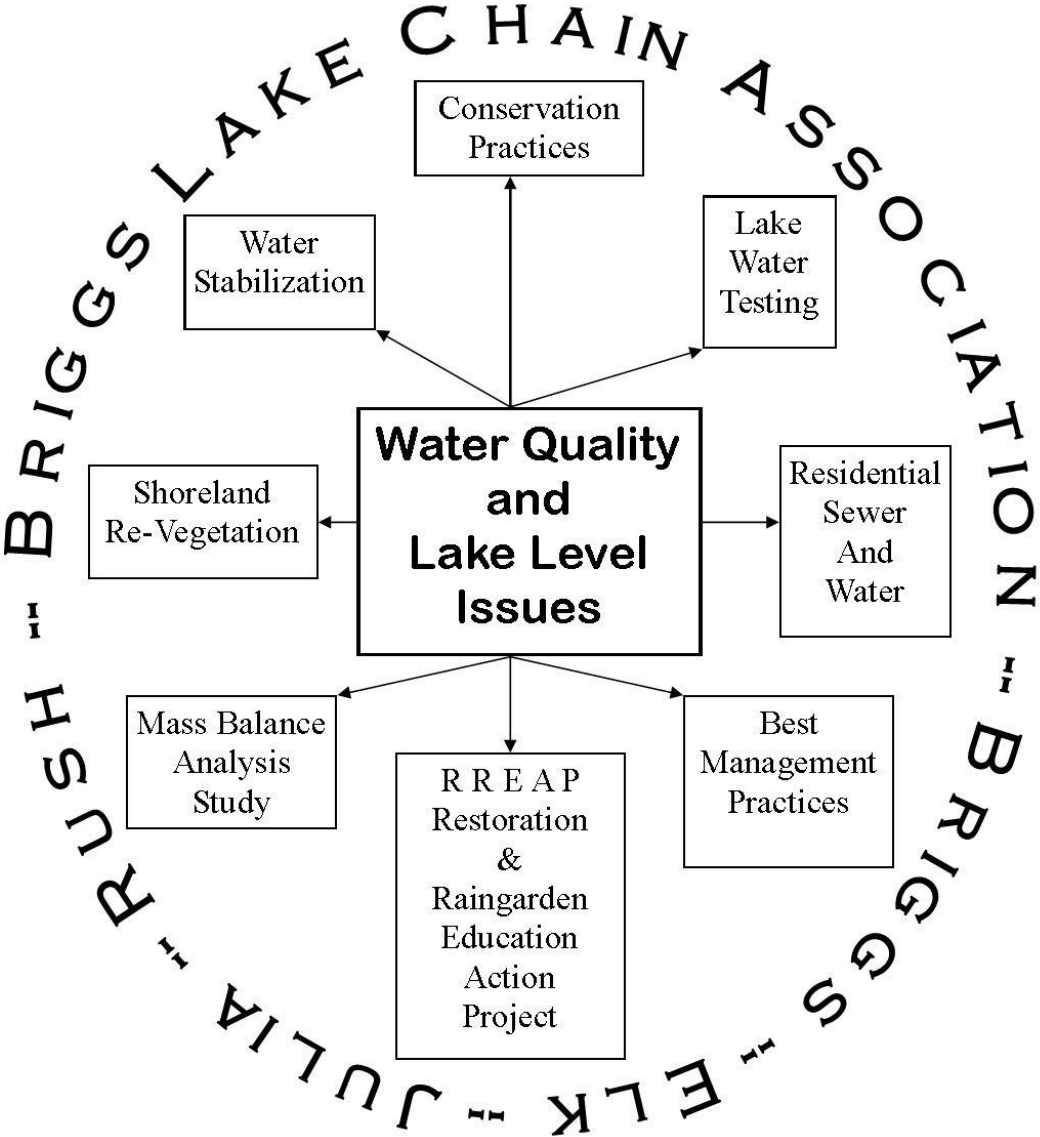 BRIGGS LAKE CHAIN ASSOCIATION -- BRIGGS -- ELK -- JULIA -- RUSH --
Conservation
Practices
Water
Stabilization
Lake
Water
Testing
Water Quality
and
Lake Level
Issues
Shoreland
Re-Vegetation
Residential
Sewer
And
Water
Mass Balance
Analysis
Study
R R E A P
Restoration
&
Raingarden
Education
Action
Project
Best
Management
Practices